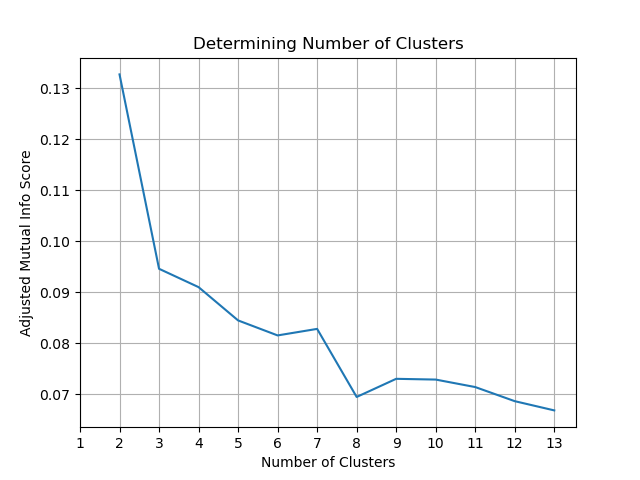 Determining Number of Clusters
Adjusted Mutual Info Score
0.13
0.12
0.11
0.10
0.09
0.08
0.07
1 2 3 4 5 6 7 8 9 10 11 12 13
Number of Clusters